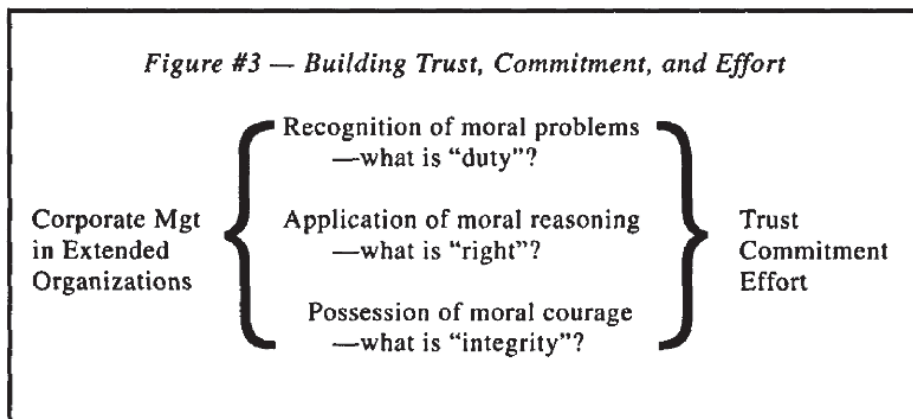 Figure #3 — Building Trust, Commitment, and Effort
Recognition of moral problems
—what is “duty”?
Corporate Mgt
in Extended
Organizations
Application of moral reasoning
—what is “right”?
Possession of moral courage
—what is “integrity”?
Trust
Commitment
Effort